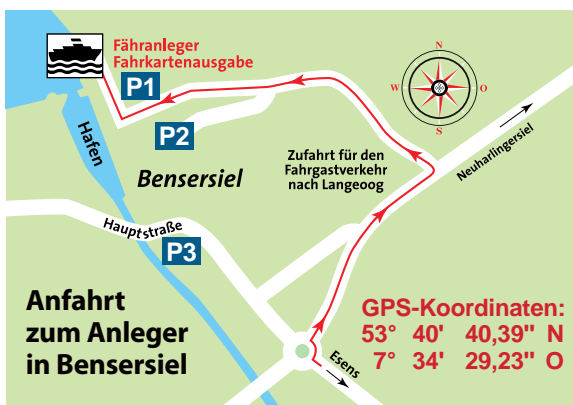 Fähranleger
Fahrkartenausgabe
P1
P2
Hafen
Bensersiel
N
W
O
S
Zufahrt für den
Fahrgastverkehr
nach Langeoog
Neuharlingersiel
Hauptstraße
P3
Anfahrt
zum Anleger
in Bensersiel
GPS-Koordinaten:
53° 40' 40,39" N
7° 34' 29,23" O
Esens